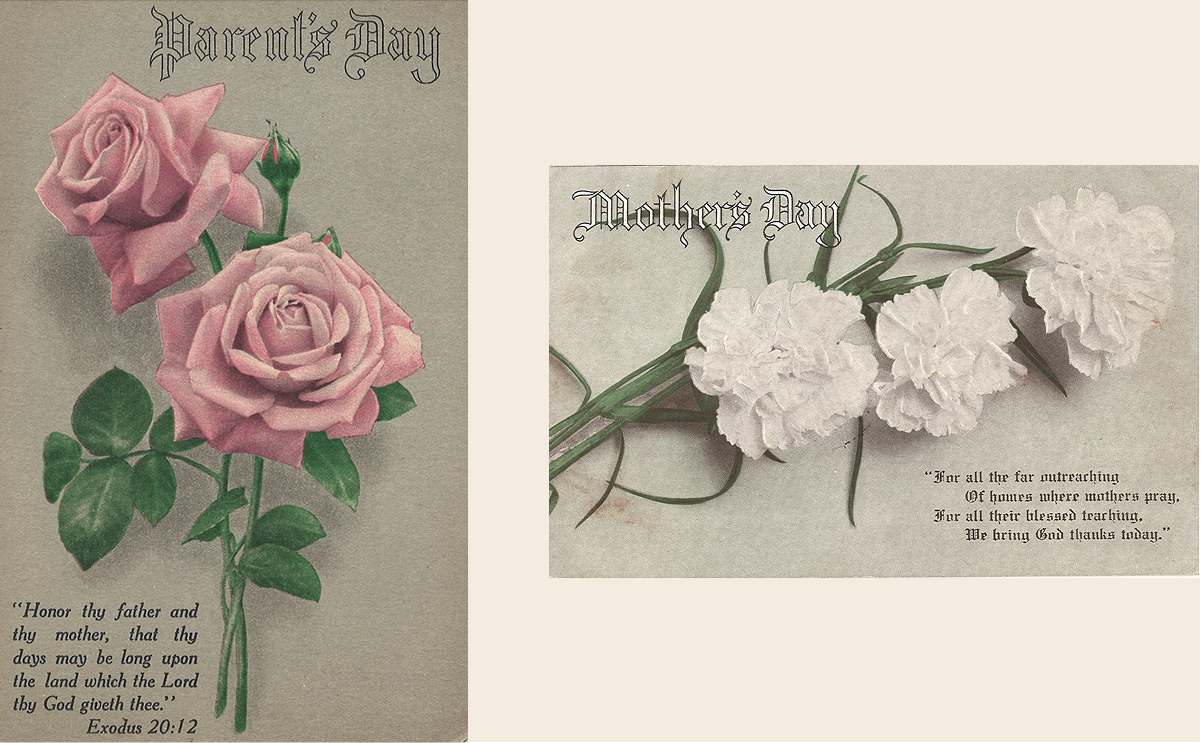 Parent's Day
"Honor thy father and
thy mother, that thy
days may be long upon
the land which the Lord
thy God giveth thee."
Exodus 20:12
Mother's Day
"For all the far outreaching
Of homes where mothers pray,
For all their blessed teaching,
We bring God thanks today."